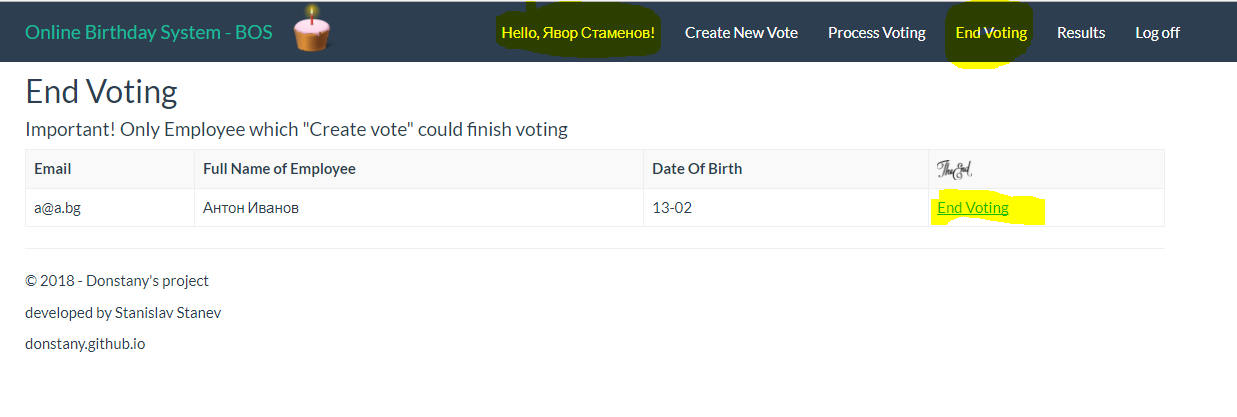 Online Birthday System - BOS Hello, Явор Стаменов! Create New Vote Process Voting End Voting Results Log off
End Voting
Important! Only Employee which "Create vote" could finish voting
Email Full Name of Employee Date Of Birth The End
a@a.bg Антон Иванов 13-02 End Voting
© 2018 - Donstany's project
developed by Stanislav Stanev
donstany.github.io